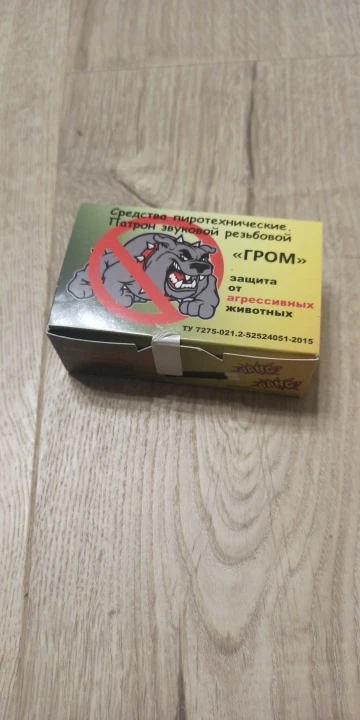 Средства пиротехнические.
Патрон звуковой резьбовой
«ГРОМ»
защита
от
агрессивных
животных
ТУ 7275-021.2-52524051-2015